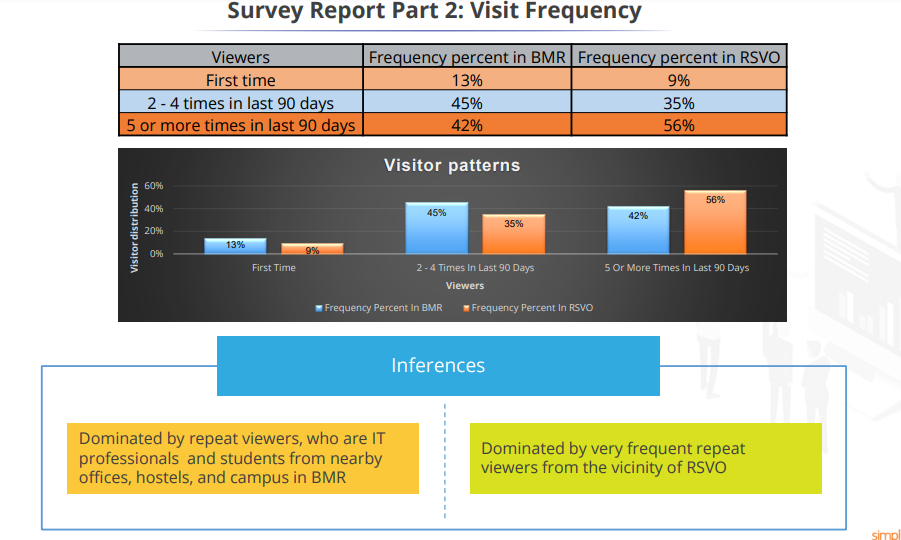 Survey Report Part 2: Visit Frequency
Viewers Frequency percent in BMR Frequency percent in RSVO
First time 13% 9%
2 - 4 times in last 90 days 45% 35%
5 or more times in last 90 days 42% 56%
Visitor patterns
Visitor distribution
60%
40%
20%
0%
13%
9%
45%
35%
42%
56%
First Time
2 - 4 Times In Last 90 Days
5 Or More Times In Last 90 Days
Viewers
Frequency Percent In BMR Frequency Percent In RSVO
Inferences
Dominated by repeat viewers, who are IT
professionals and students from nearby
offices, hostels, and campus in BMR
Dominated by very frequent repeat
viewers from the vicinity of RSVO
simpl